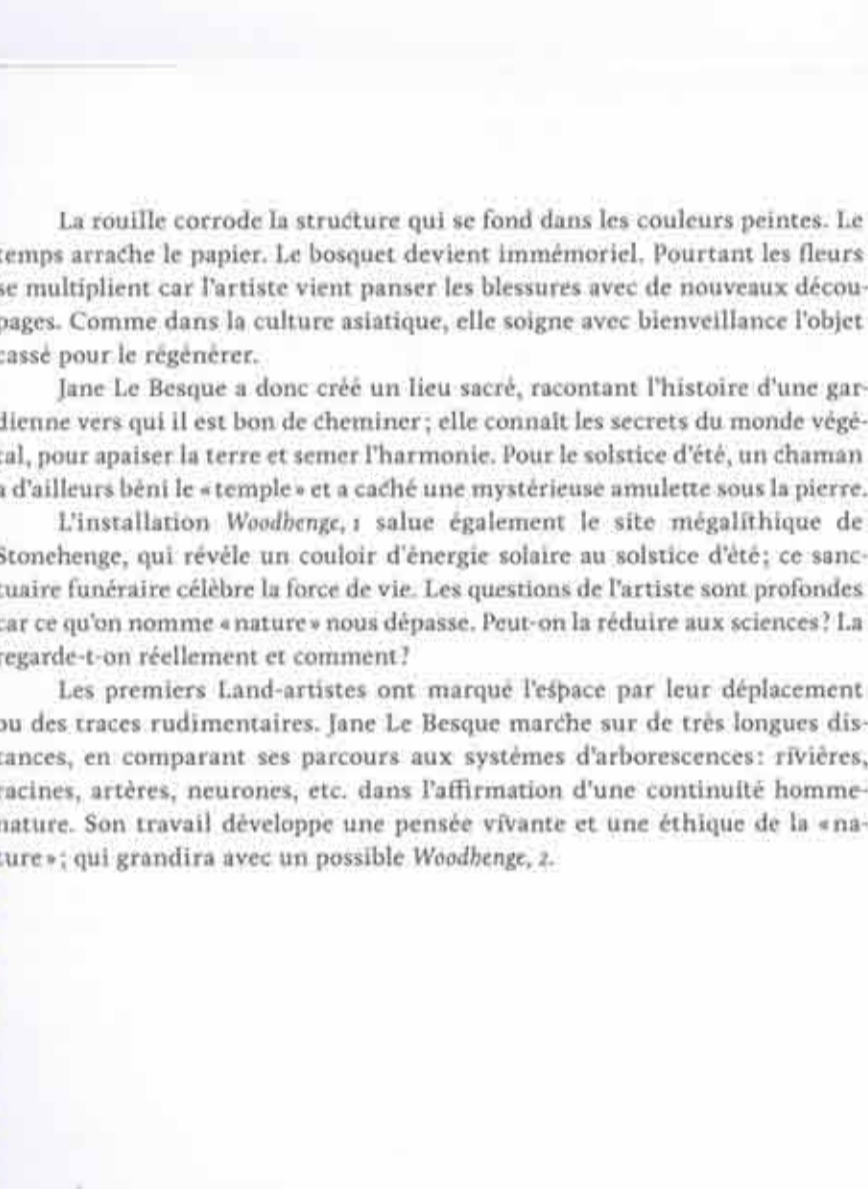 La rouille corrode la structure qui se fond dans les couleurs peintes. Le
temps arrache le papier. Le bosquet devient immémoriel. Pourtant les fleurs
se multiplient car l'artiste vient panser les blessures avec de nouveaux décou-
pages. Comme dans la culture asiatique, elle soigne avec bienveillance l'objet
cassé pour le régénérer.
Jane Le Besque a donc créé un lieu sacré, racontant l'histoire d'une gar-
dienne vers qui il est bon de cheminer; elle connaît les secrets du monde végé-
tal, pour apaiser la terre et semer l'harmonie. Pour le solstice d'été, un chaman
a d'ailleurs béni le «temple» et a caché une mystérieuse amulette sous la pierre.
L'installation Woodhenge, 1 salue également le site mégalithique de
Stonehenge, qui révèle un couloir d'énergie solaire au solstice d'été; ce sanc-
tuaire funéraire célèbre la force de vie. Les questions de l'artiste sont profondes
car ce qu'on nomme «nature» nous dépasse. Peut-on la réduire aux sciences? La
regarde-t-on réellement et comment?
Les premiers Land-artistes ont marqué l'espace par leur déplacement
ou des traces rudimentaires. Jane Le Besque marche sur de très longues dis-
tances, en comparant ses parcours aux systèmes d'arborescences: rivières,
racines, artères, neurones, etc. dans l'affirmation d'une continuité homme-
nature. Son travail développe une pensée vivante et une éthique de la «na-
ture»; qui grandira avec un possible Woodhenge, 2.